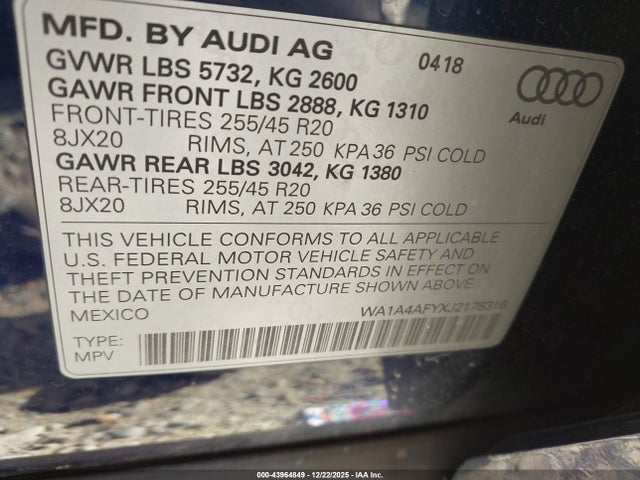 MFD. BY AUDI AG 0418
GVWR LBS 5732, KG 2600
GAWR FRONT LBS 2888, KG 1310
FRONT-TIRES 255/45 R20
8JX20 RIMS, AT 250 KPA 36 PSI COLD
GAWR REAR LBS 3042, KG 1380
REAR-TIRES 255/45 R20
8JX20 RIMS, AT 250 KPA 36 PSI COLD
Audi
THIS VEHICLE CONFORMS TO ALL APPLICABLE
U.S. FEDERAL MOTOR VEHICLE SAFETY AND
THEFT PREVENTION STANDARDS IN EFFECT ON
THE DATE OF MANUFACTURE SHOWN ABOVE.
MEXICO WA1A4AFYXJ2178316
TYPE:
MPV
000-43964849 - 12/22/2025 - IAA Inc.